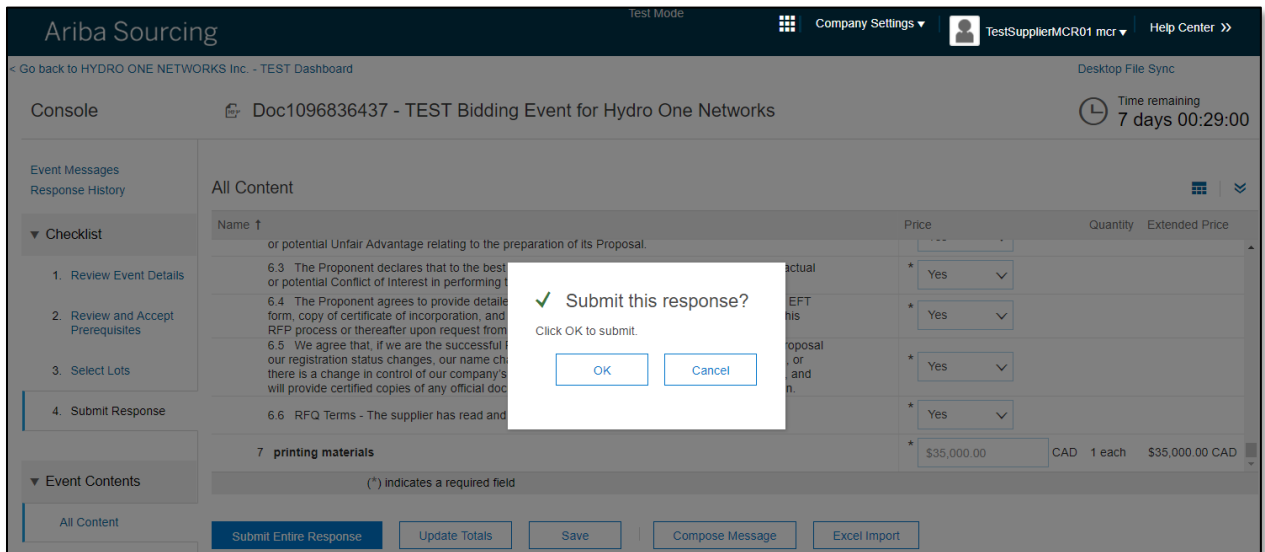 Test Mode
Ariba Sourcing
Company Settings ▾
TestSupplierMCR01 mcr ▾
Help Center »
< Go back to HYDRO ONE NETWORKS Inc. - TEST Dashboard
Desktop File Sync
Console
Doc1096836437 - TEST Bidding Event for Hydro One Networks
Time remaining
7 days 00:29:00
Event Messages
Response History
▼ Checklist
1. Review Event Details
2. Review and Accept
Prerequisites
3. Select Lots
4. Submit Response
▼ Event Contents
All Content
All Content
Name ↑
Price
Quantity
Extended Price
or potential Unfair Advantage relating to the preparation of its Proposal.
6.3 The Proponent declares that to the best
actual
or potential Conflict of Interest in performing
* Yes
6.4 The Proponent agrees to provide
EFT
form, copy of certificate of incorporation, and
his
RFP process or thereafter upon request from
* Yes
6.5 We agree that, if we are the successful
roposal
our registration status changes, our name
, or
there is a change in control of our company's
, and
will provide certified copies of any official
n.
* Yes
6.6 RFQ Terms - The supplier has read and
* Yes
7 printing materials
* $35,000.00
CAD
1 each
$35,000.00 CAD
(*) indicates a required field
Submit this response?
Click OK to submit.
OK
Cancel
Submit Entire Response
Update Totals
Save
Compose Message
Excel Import